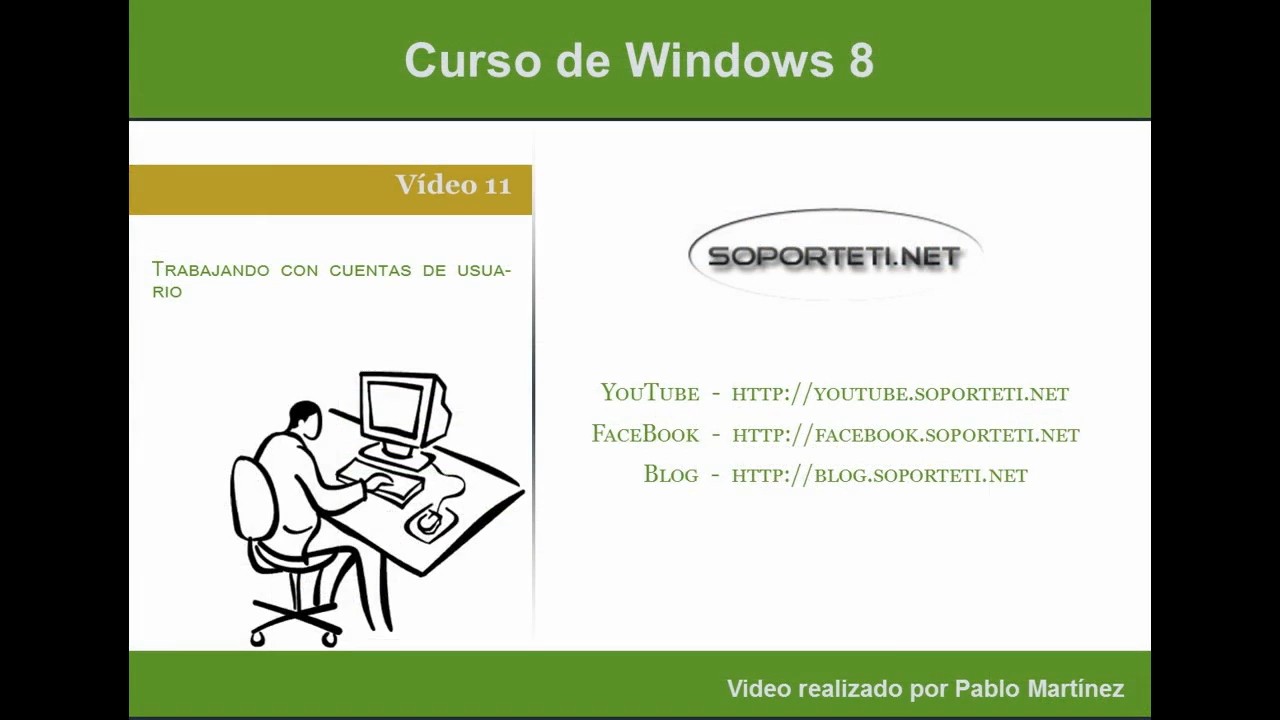 Curso de Windows 8
Vídeo 11
Trabajando con cuentas de usua-
rio
SOPORTETI.NET
YouTube - http://youtube.soporteti.net
FaceBook - http://facebook.soporteti.net
Blog - http://blog.soporteti.net
Video realizado por Pablo Martínez